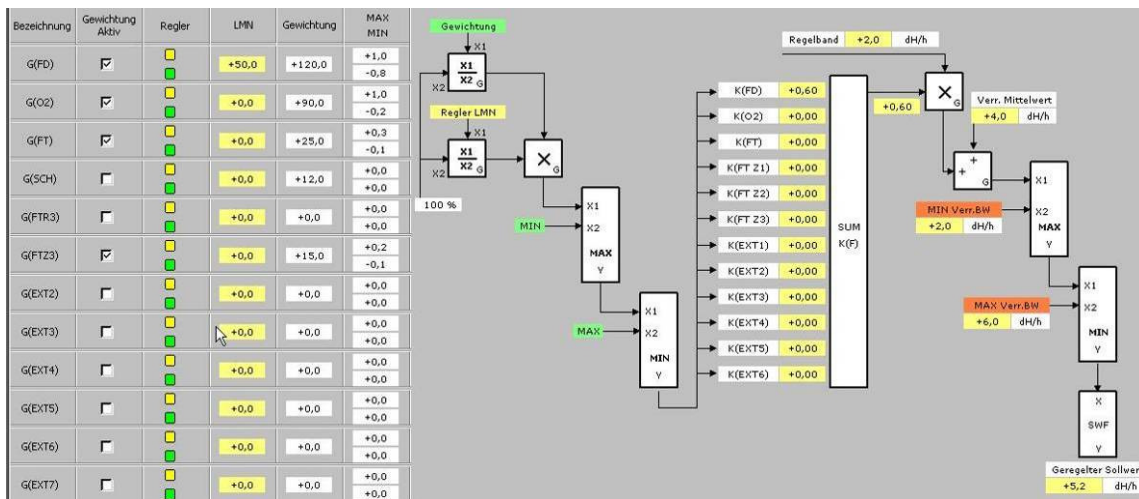 Bezeichnung Gewichtung Aktiv Regler LMN Gewichtung MAX MIN
G(FD) +50,0 +120,0 +1,0 -0,8
G(O2) +0,0 +90,0 +1,0 -0,2
G(FT) +0,0 +25,0 +0,3 -0,1
G(SCH) +0,0 +12,0 +0,0 +0,0
G(FTR3) +0,0 +0,0 +0,0 +0,0
G(FTZ3) +0,0 +15,0 +0,2 -0,1
G(EXT2) +0,0 +0,0 +0,0 +0,0
G(EXT3) +0,0 +0,0 +0,0 +0,0
G(EXT4) +0,0 +0,0 +0,0 +0,0
G(EXT5) +0,0 +0,0 +0,0 +0,0
G(EXT6) +0,0 +0,0 +0,0 +0,0
G(EXT7) +0,0 +0,0 +0,0 +0,0
Gewichtung
X1
X1
X2 G
X2
Regler LMN
X1
X1
X2 G
X2
100 %
×
G
MIN
X1
X2
MAX
Y
MAX
X1
X2
MIN
Y
K(FD) +0,60
K(O2) +0,00
K(FT) +0,00
K(FT Z1) +0,00
K(FT Z2) +0,00
K(FT Z3) +0,00
K(EXT1) +0,00
K(EXT2) +0,00
K(EXT3) +0,00
K(EXT4) +0,00
K(EXT5) +0,00
K(EXT6) +0,00
SUM
K(F)
Regelband +2,0 dH/h
+0,60
×
G
Verr. Mittelwert
+4,0 dH/h
+
+
G
MIN Verr.BW
+2,0 dH/h
X1
X2
MAX
Y
MAX Verr.BW
+6,0 dH/h
X1
X2
MIN
Y
X
SWF
Y
Geregelter Sollwer
+5,2 dH/h